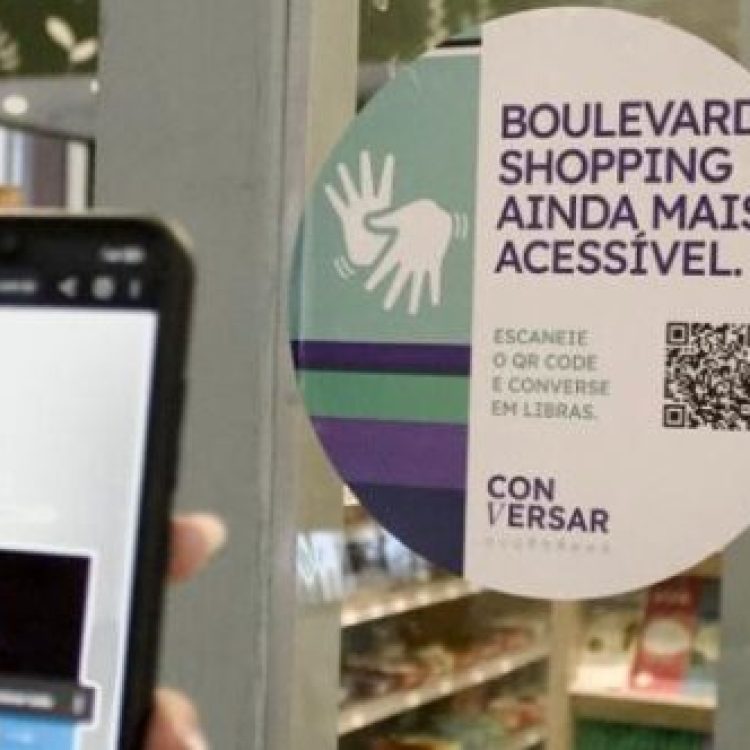 BOULEVARD
SHOPPING
AINDA MAIS
ACESSÍVEL.
ESCANEIE
O QR CODE
E CONVERSE
EM LIBRAS.
CON
VERSAR